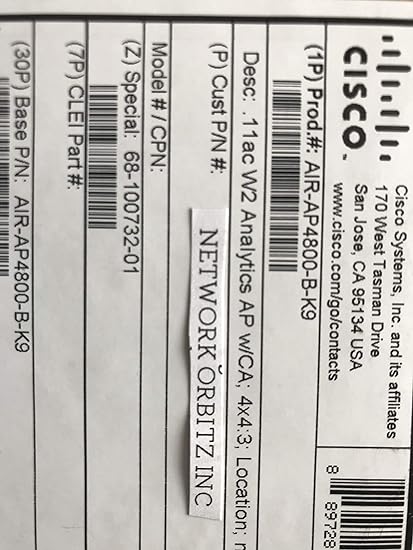 CISCO
Cisco Systems, Inc. and its affiliates
170 West Tasman Drive
San Jose, CA 95134 USA
www.cisco.com/go/contacts
8 89728
(1P) Prod.#: AIR-AP4800-B-K9
Desc: .11ac W2 Analytics AP w/CA; 4x4:3; Location;
(P) Cust P/N #:
NETWORK ORBITZ INC
Model # / CPN:
(Z) Special: 68-100732-01
(7P) CLEI Part #:
(30P) Base P/N: AIR-AP4800-B-K9